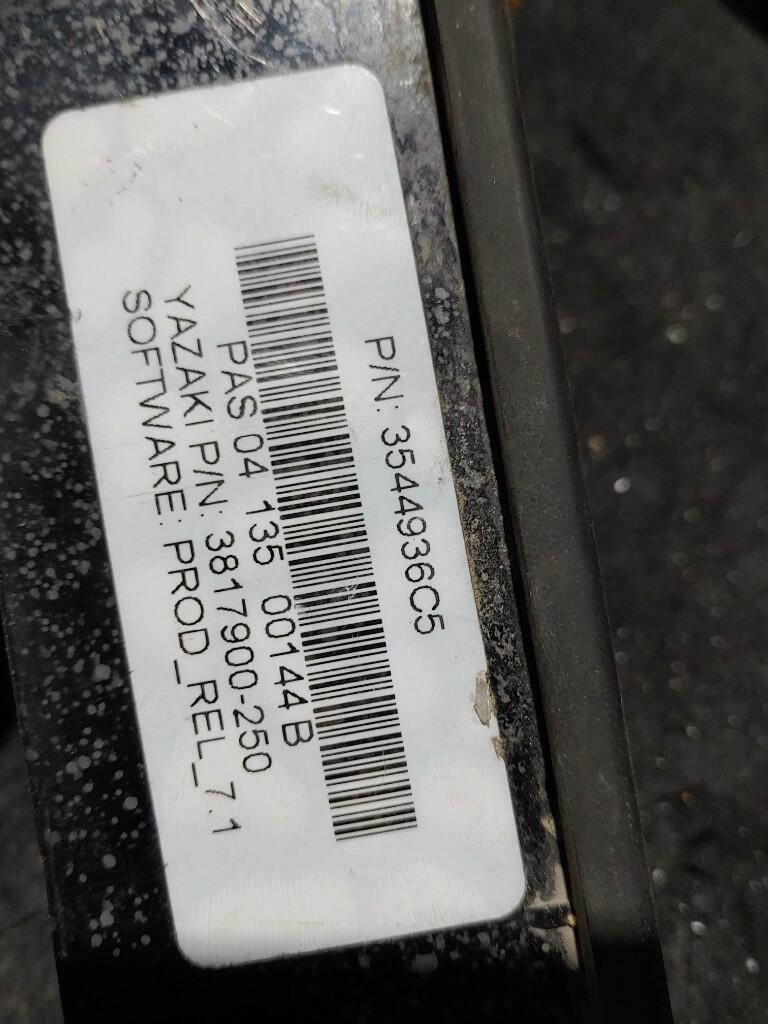 P/N: 3544936C5
PAS 04 135 00144 B
YAZAKI P/N: 3817900-250
SOFTWARE: PROD_REL_7.1